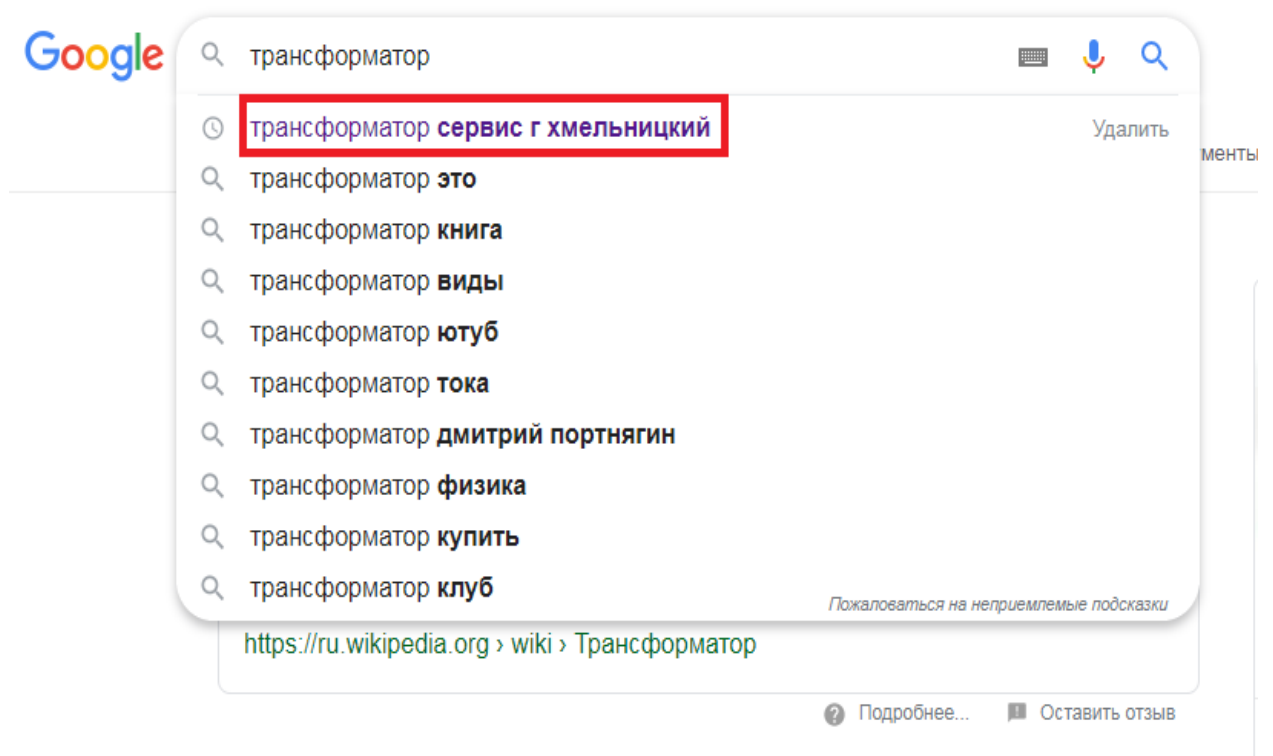 Google трансформатор
трансформатор сервис г хмельницкий Удалить
менты
трансформатор это
трансформатор книга
трансформатор виды
трансформатор ютуб
трансформатор тока
трансформатор дмитрий портнягин
трансформатор физика
трансформатор купить
трансформатор клуб
Пожаловаться на неприемлемые подсказки
https://ru.wikipedia.org › wiki › Трансформатор
Подробнее... Оставить отзыв